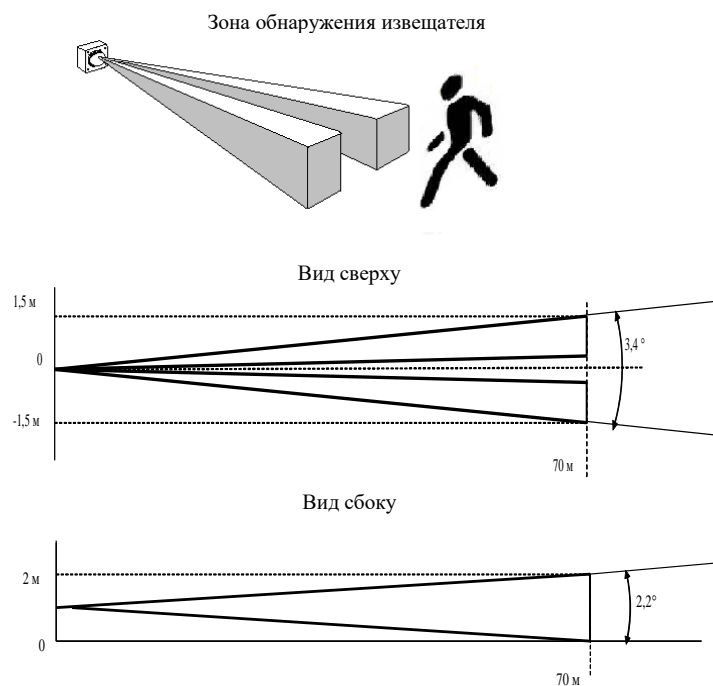 Зона обнаружения извещателя
Вид сверху
1,5 м
0
3,4 °
-1,5 м
70 м
Вид сбоку
2 м
2,2°
0
70 м